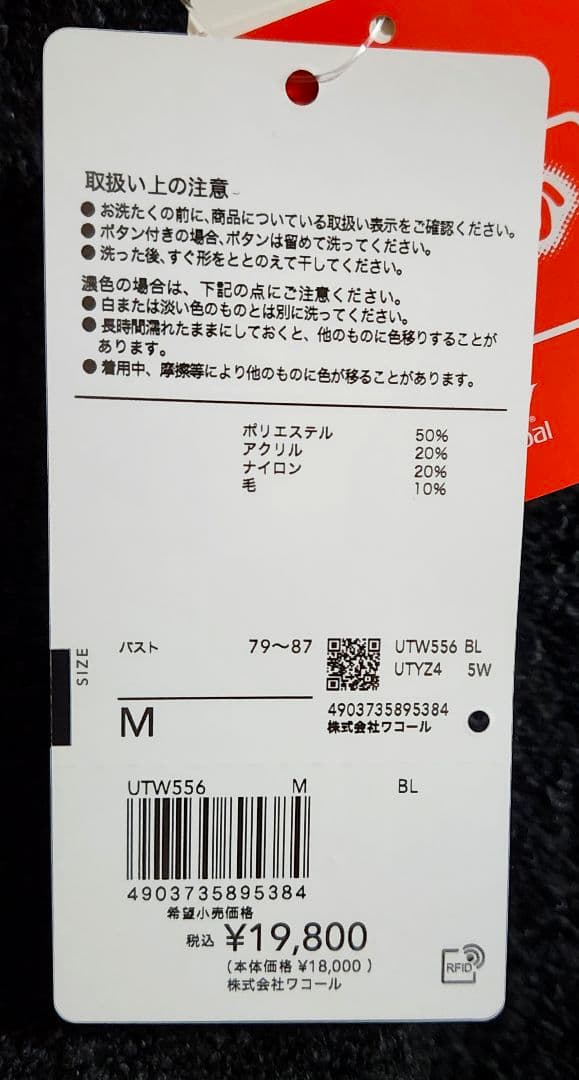 取扱い上の注意
●お洗たくの前に、商品についている取扱い表示をご確認ください。
●ボタン付きの場合、ボタンは留めて洗ってください。
●洗った後、すぐ形をととのえて干してください。
濃色の場合は、下記の点にご注意ください。
●白または淡い色のものとは別に洗ってください。
●長時間濡れたままにしておくと、他のものに色移りすることが
あります。
●着用中、摩擦等により他のものに色が移ることがあります。
ポリエステル 50%
アクリル 20%
ナイロン 20%
毛 10%
SIZE
バスト 79〜87
M
UTW556 BL
UTYZ4 5W
4903735895384
株式会社ワコール
UTW556 M BL
4903735895384
希望小売価格
税込 ¥19,800
(本体価格 ¥18,000 )
株式会社ワコール
RFID